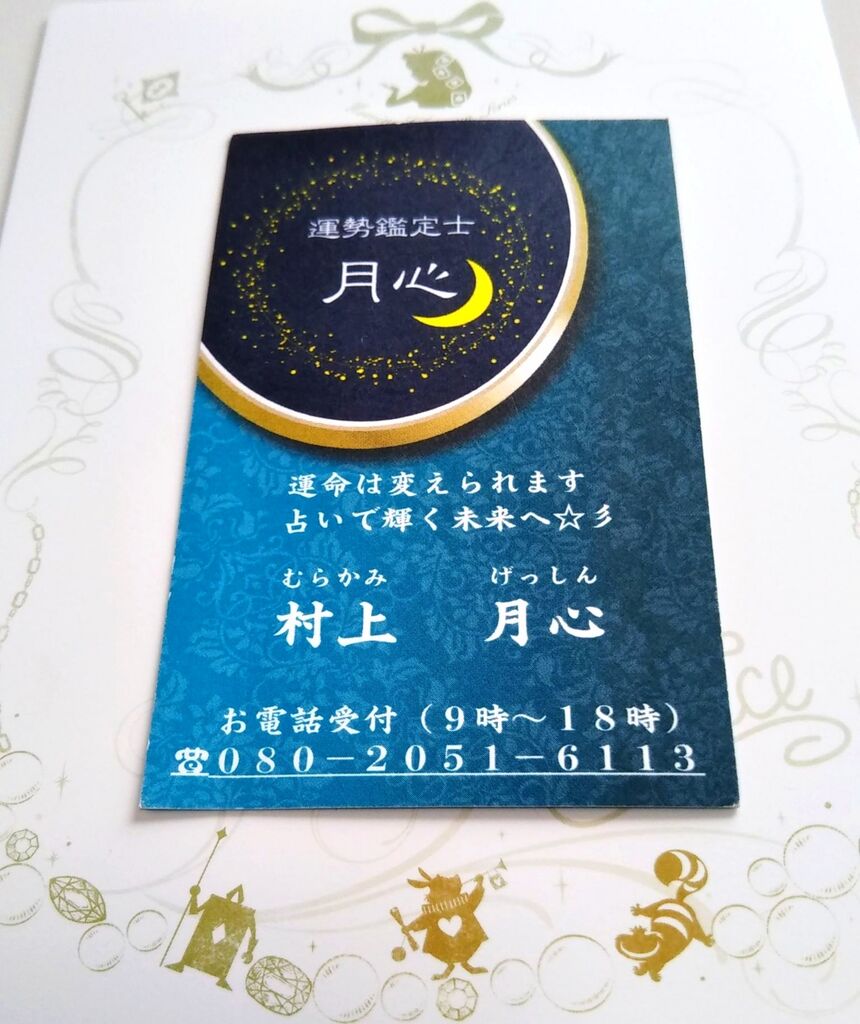 運勢鑑定士
月心
運命は変えられます
占いで輝く未来へ☆彡
むらかみ げっしん
村上 月心
お電話受付（９時～１８時）
☎０８０－２０５１－６１１３